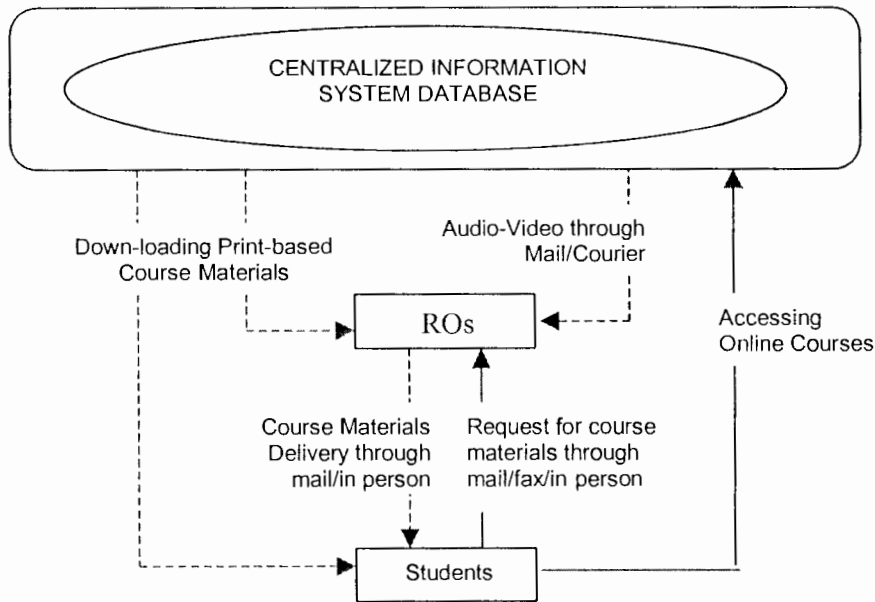 CENTRALIZED INFORMATION
SYSTEM DATABASE
Down-loading Print-based
Course Materials
Audio-Video through
Mail/Courier
ROs
Accessing
Online Courses
Course Materials
Delivery through
mail/in person
Request for course
materials through
mail/fax/in person
Students